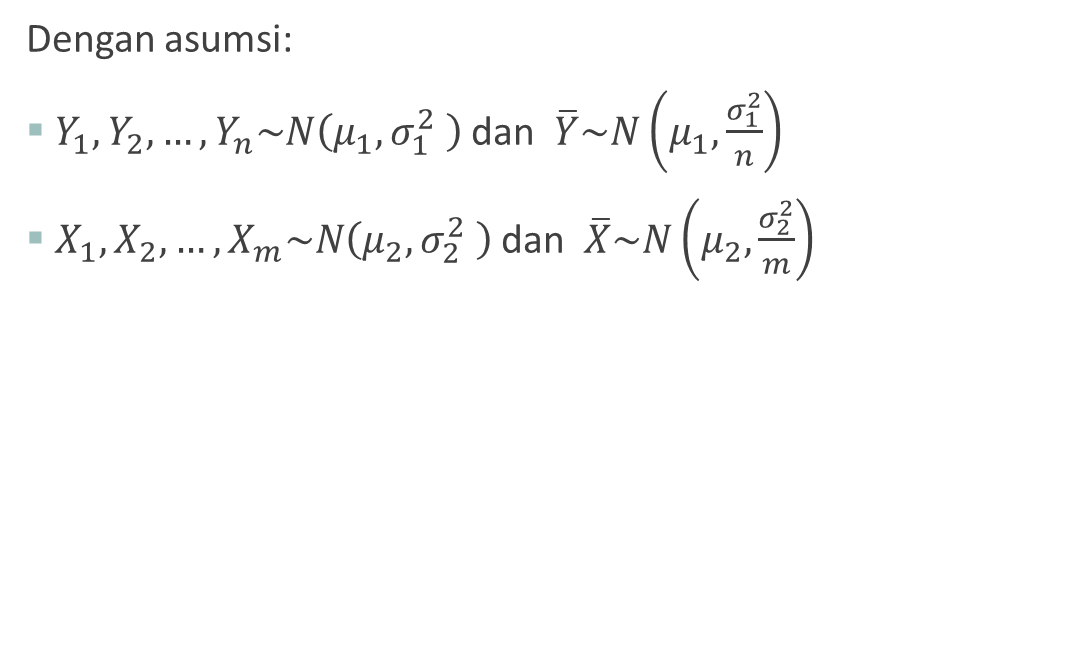 Dengan asumsi:
▪ Y₁, Y₂, … , Yₙ~N(μ₁, σ₁² ) dan Ȳ~N(μ₁, σ₁²/n)
▪ X₁, X₂, … , Xₘ~N(μ₂, σ₂² ) dan X̄~N(μ₂, σ₂²/m)